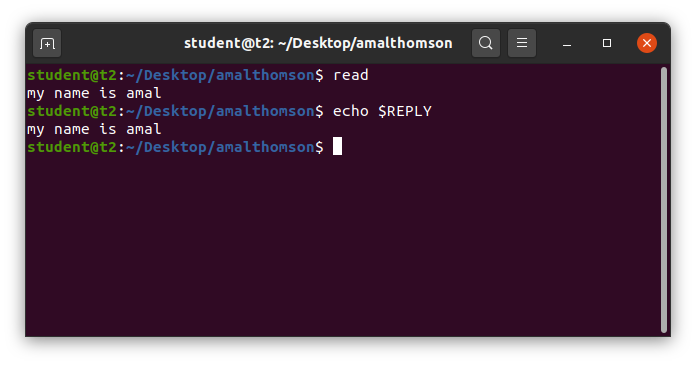 student@t2: ~/Desktop/amalthomson
student@t2:~/Desktop/amalthomson$ read
my name is amal
student@t2:~/Desktop/amalthomson$ echo $REPLY
my name is amal
student@t2:~/Desktop/amalthomson$